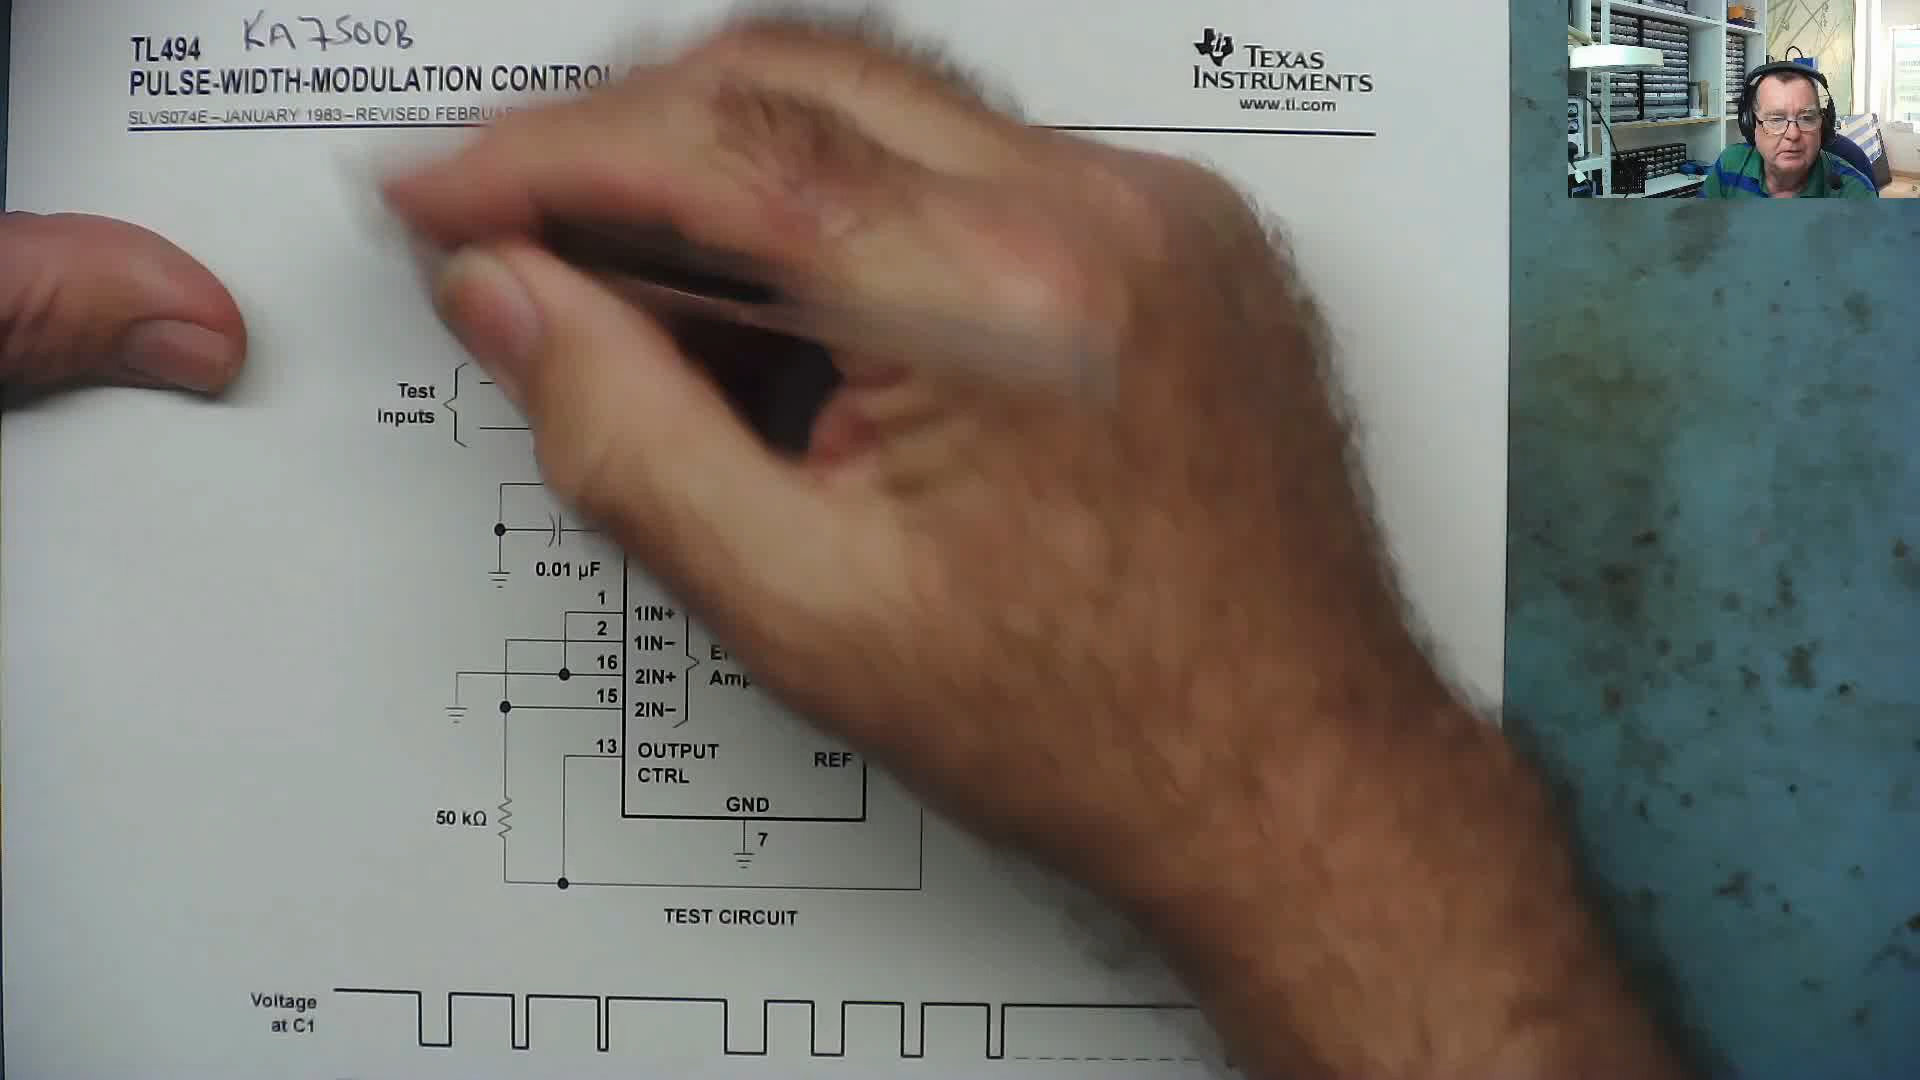 TL494 KA7500B
PULSE-WIDTH-MODULATION
SLVS074E – JANUARY 1983 – REVISED
TEXAS
INSTRUMENTS
www.ti.com
Test
Inputs
0.01 µF
1
1IN+
2
1IN−
16
2IN+
15
2IN−
13
OUTPUT
CTRL
REF
GND
7
50 kΩ
TEST CIRCUIT
Voltage
at C1